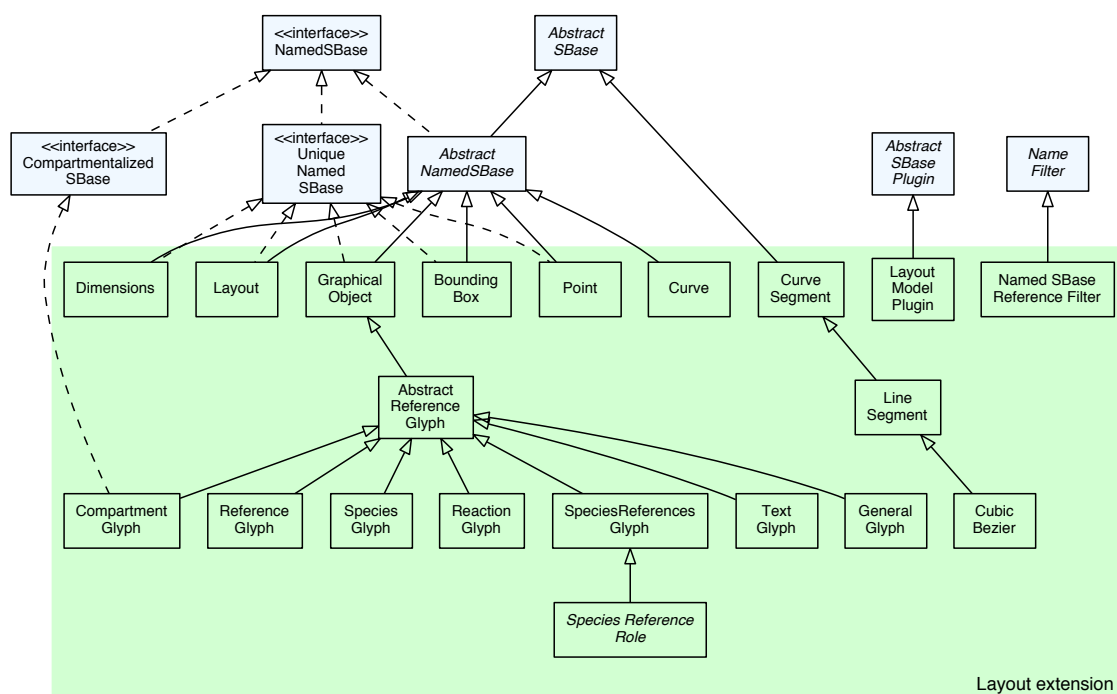 <<interface>>
NamedSBase
Abstract
SBase
<<interface>>
Compartmentalized
SBase
<<interface>>
Unique
Named
SBase
Abstract
NamedSBase
Abstract
SBase
Plugin
Name
Filter
Dimensions
Layout
Graphical
Object
Bounding
Box
Point
Curve
Curve
Segment
Layout
Model
Plugin
Named SBase
Reference Filter
Abstract
Reference
Glyph
Line
Segment
Compartment
Glyph
Reference
Glyph
Species
Glyph
Reaction
Glyph
SpeciesReferences
Glyph
Text
Glyph
General
Glyph
Cubic
Bezier
Species Reference
Role
Layout extension